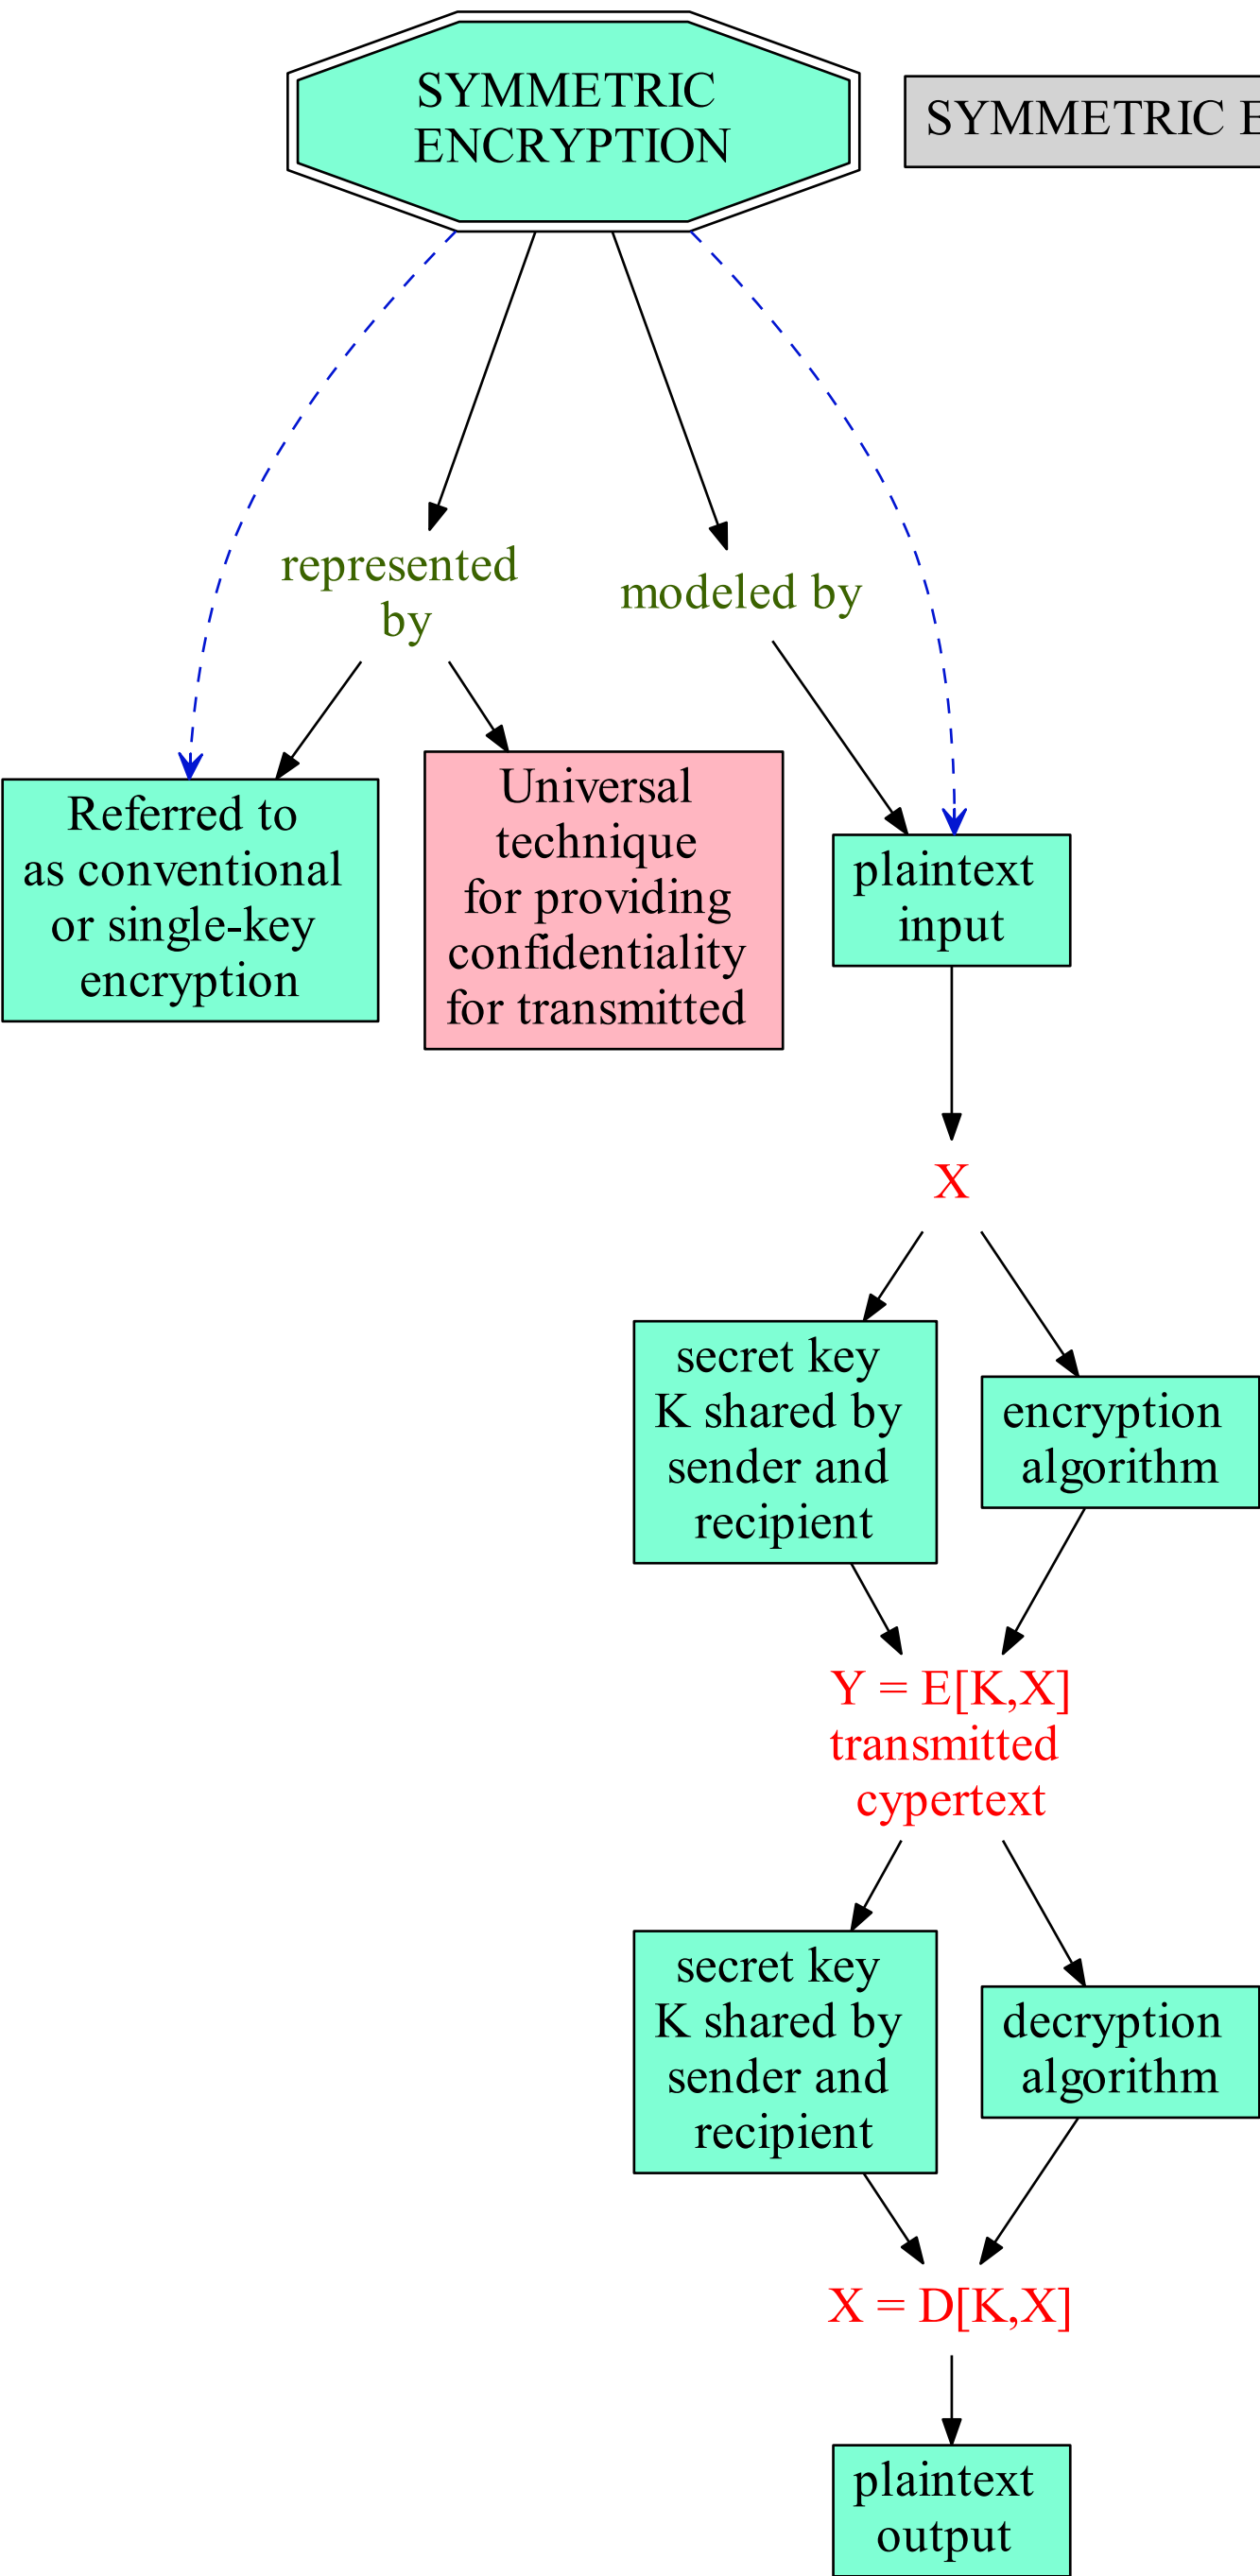 SYMMETRIC
ENCRYPTION
SYMMETRIC E
represented
by
modeled by
Referred to
as conventional
or single-key
encryption
Universal
technique
for providing
confidentiality
for transmitted
plaintext
input
X
secret key
K shared by
sender and
recipient
encryption
algorithm
Y = E[K,X]
transmitted
cypertext
secret key
K shared by
sender and
recipient
decryption
algorithm
X = D[K,X]
plaintext
output